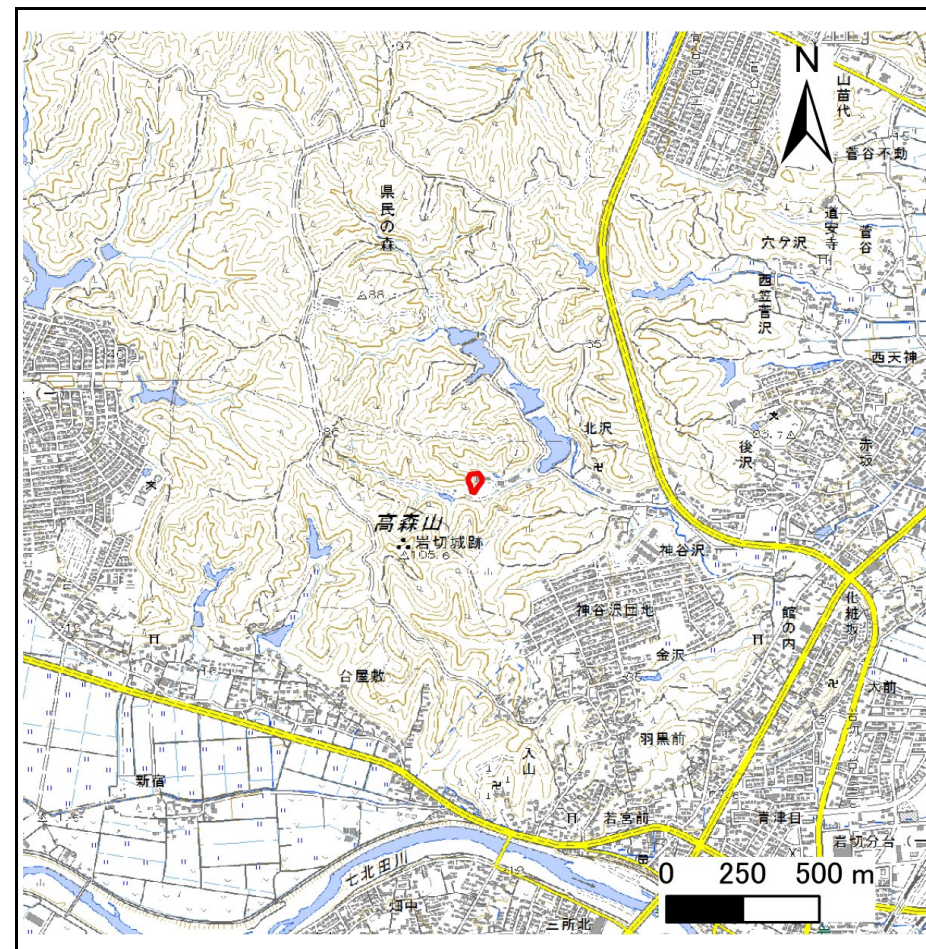 N
山苗代
菅谷不動
県民の森
道安寺
穴ケ沢
菅谷
西笠菅沢
西天神
北沢
後沢
赤坂
高森山
岩切城跡
105.6
神谷沢
神谷沢団地
化粧坂
館の内
金沢
台屋敷
大前
羽黒前
入山
新宿
若宮前
青津目
岩切分台
七北田川
畑中
三所北
0 250 500 m